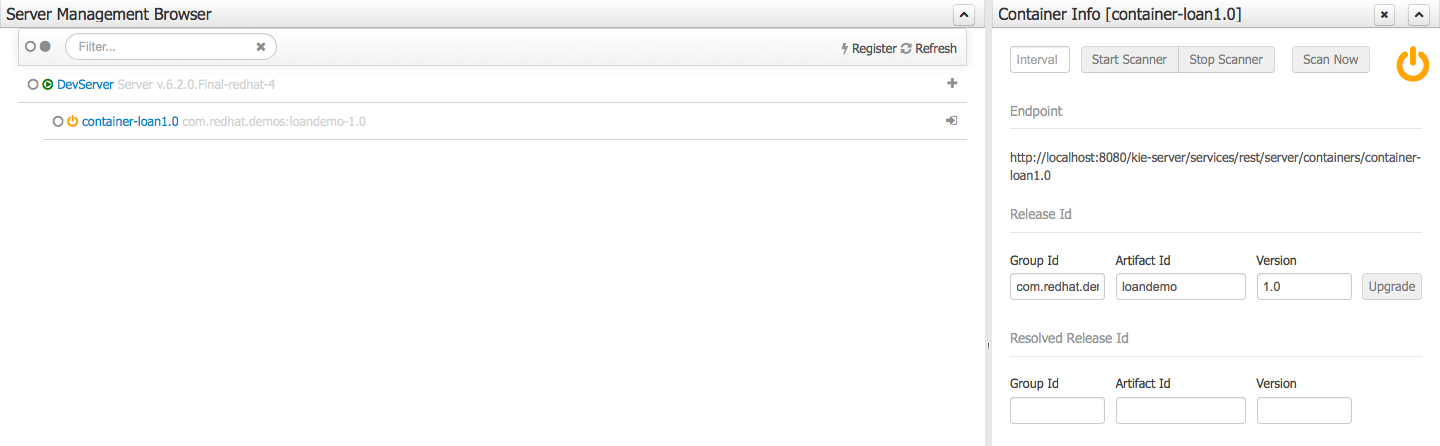 Server Management Browser
Filter...
Register Refresh
DevServer Server v.6.2.0.Final-redhat-4
container-loan1.0 com.redhat.demos:loandemo-1.0
Container Info [container-loan1.0]
Interval Start Scanner Stop Scanner Scan Now
Endpoint
http://localhost:8080/kie-server/services/rest/server/containers/container-
loan1.0
Release Id
Group Id Artifact Id Version
com.redhat.der loandemo 1.0 Upgrade
Resolved Release Id
Group Id Artifact Id Version